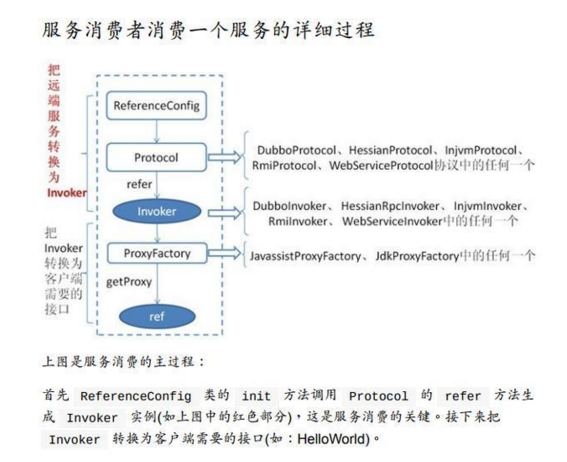 服务消费者消费一个服务的详细过程
把
远端
服务
转换
为
Invoker
ReferenceConfig
Protocol
DubboProtocol、HessianProtocol、InjvmProtocol、
RmiProtocol、WebServiceProtocol协议中的任何一个
refer
Invoker
DubboInvoker、HessianRpcInvoker、InjvmInvoker、
RmiInvoker、WebServiceInvoker中的任何一个
把
Invoker
转换为
客户端
需要的
接口
ProxyFactory
JavassistProxyFactory、JdkProxyFactory中的任何一个
getProxy
ref
上图是服务消费的主过程：
首先 ReferenceConfig 类的 init 方法调用 Protocol 的 refer 方法生
成 Invoker 实例(如上图中的红色部分)，这是服务消费的关键。接下来把
Invoker 转换为客户端需要的接口(如：HelloWorld)。